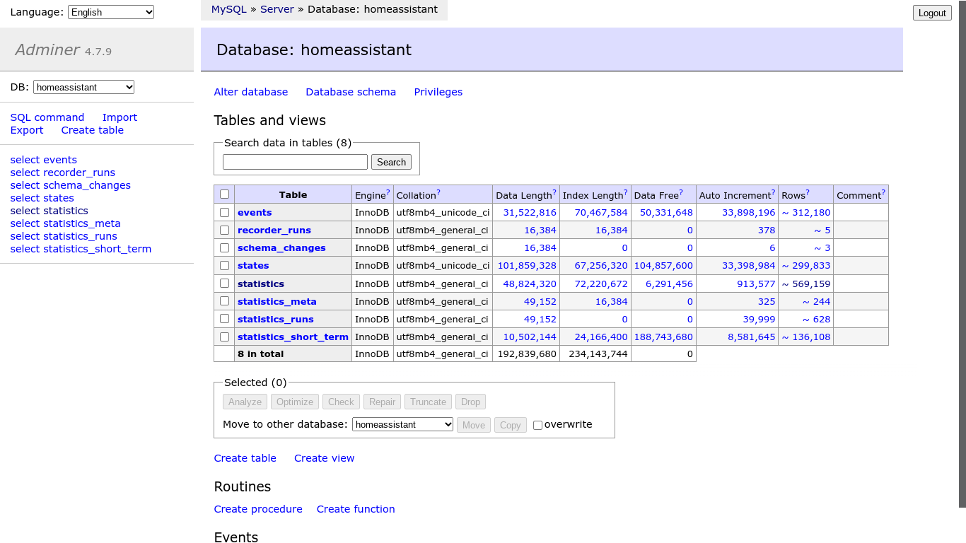 Language: English
MySQL » Server » Database: homeassistant
Logout
Adminer 4.7.9
Database: homeassistant
DB: homeassistant
Alter database Database schema Privileges
SQL command Import
Export Create table
Tables and views
Search data in tables (8)
Search
select events
select recorder_runs
select schema_changes
select states
select statistics
select statistics_meta
select statistics_runs
select statistics_short_term
Table Engine? Collation? Data Length? Index Length? Data Free? Auto Increment? Rows? Comment?
events InnoDB utf8mb4_unicode_ci 31,522,816 70,467,584 50,331,648 33,898,196 ~ 312,180
recorder_runs InnoDB utf8mb4_general_ci 16,384 16,384 0 378 ~ 5
schema_changes InnoDB utf8mb4_general_ci 16,384 0 0 6 ~ 3
states InnoDB utf8mb4_unicode_ci 101,859,328 67,256,320 104,857,600 33,398,984 ~ 299,833
statistics InnoDB utf8mb4_general_ci 48,824,320 72,220,672 6,291,456 913,577 ~ 569,159
statistics_meta InnoDB utf8mb4_general_ci 49,152 16,384 0 325 ~ 244
statistics_runs InnoDB utf8mb4_general_ci 49,152 0 0 39,999 ~ 628
statistics_short_term InnoDB utf8mb4_general_ci 10,502,144 24,166,400 188,743,680 8,581,645 ~ 136,108
8 in total InnoDB utf8mb4_general_ci 192,839,680 234,143,744 0
Selected (0)
Analyze Optimize Check Repair Truncate Drop
Move to other database: homeassistant Move Copy overwrite
Create table Create view
Routines
Create procedure Create function
Events